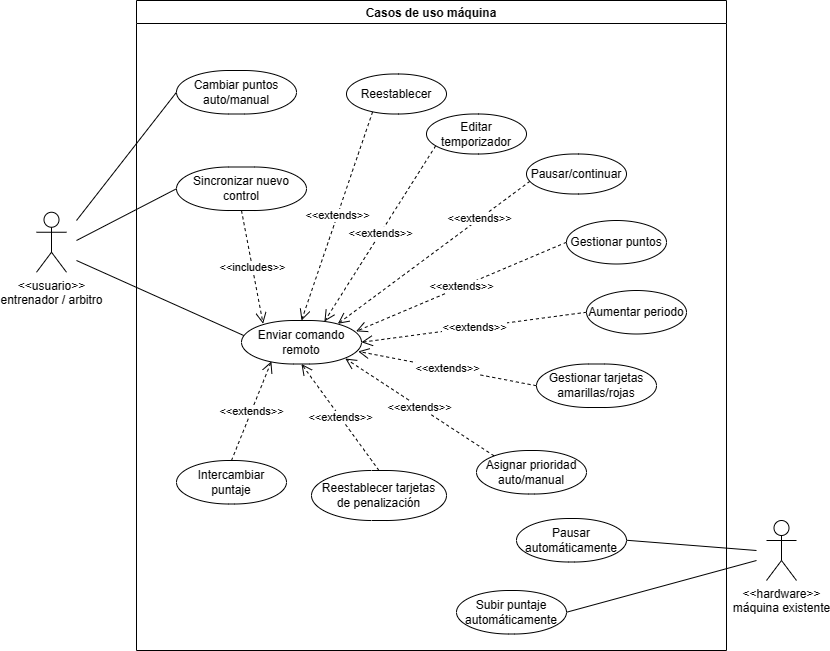 Casos de uso máquina
Cambiar puntos
auto/manual
Reestablecer
Editar
temporizador
Pausar/continuar
Sincronizar nuevo
control
<<extends>>
<<extends>>
<<extends>>
Gestionar puntos
<<includes>>
<<usuario>>
entrenador / arbitro
<<extends>>
Aumentar periodo
<<extends>>
Enviar comando
remoto
<<extends>>
Gestionar tarjetas
amarillas/rojas
<<extends>>
<<extends>>
<<extends>>
Intercambiar
puntaje
Reestablecer tarjetas
de penalización
Asignar prioridad
auto/manual
Pausar
automáticamente
<<hardware>>
máquina existente
Subir puntaje
automáticamente